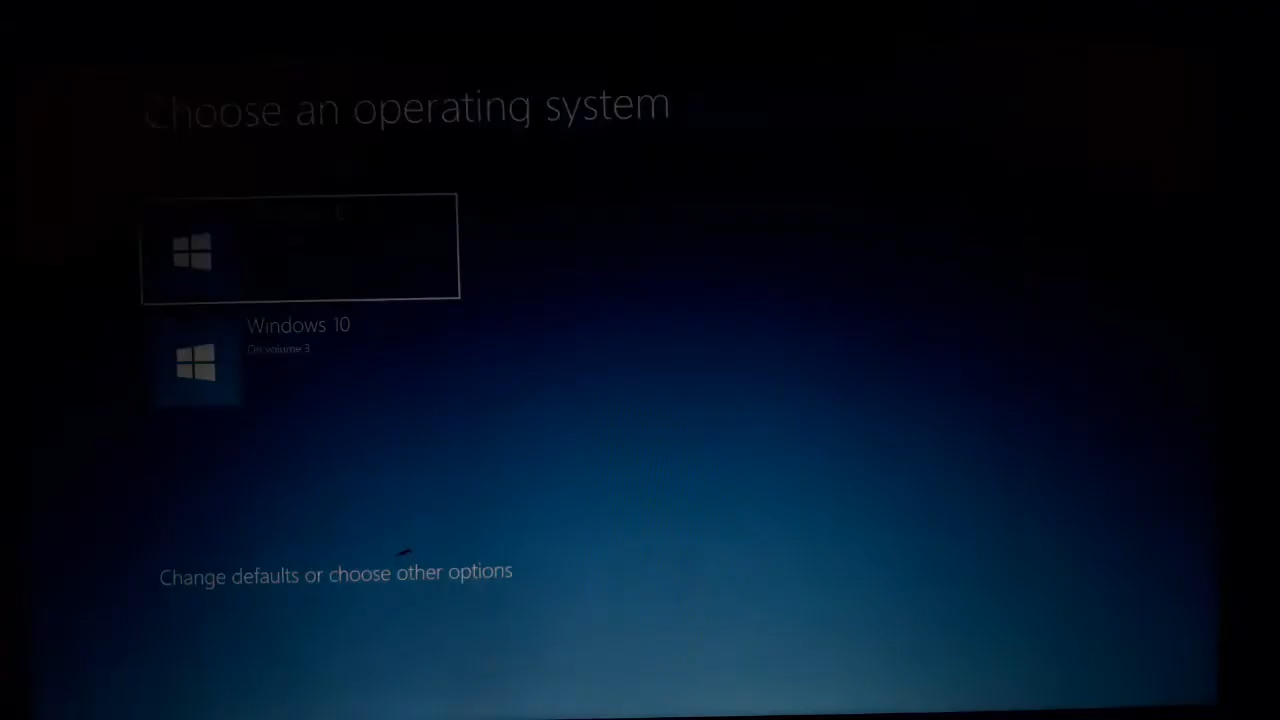 Choose an operating system
Windows 10
On volume 3
Change defaults or choose other options